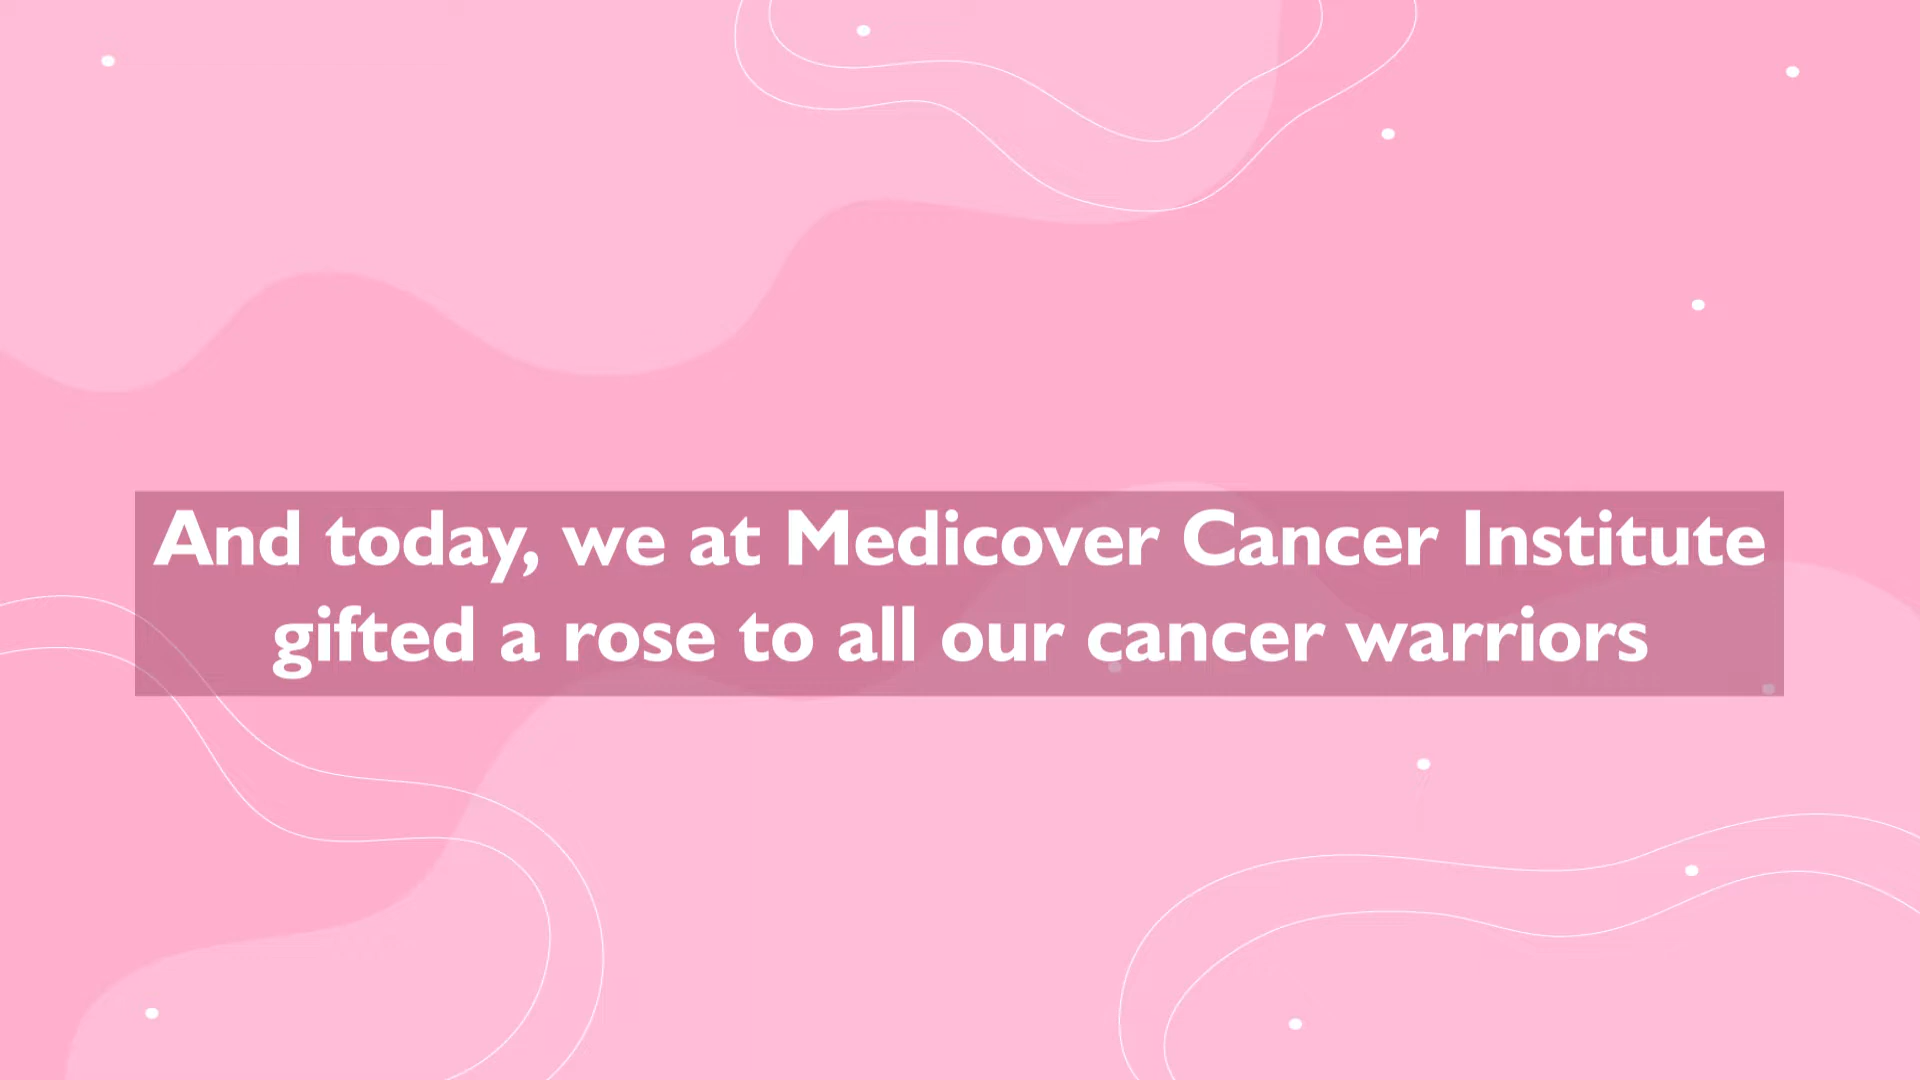 And today, we at Medicover Cancer Institute
gifted a rose to all our cancer warriors